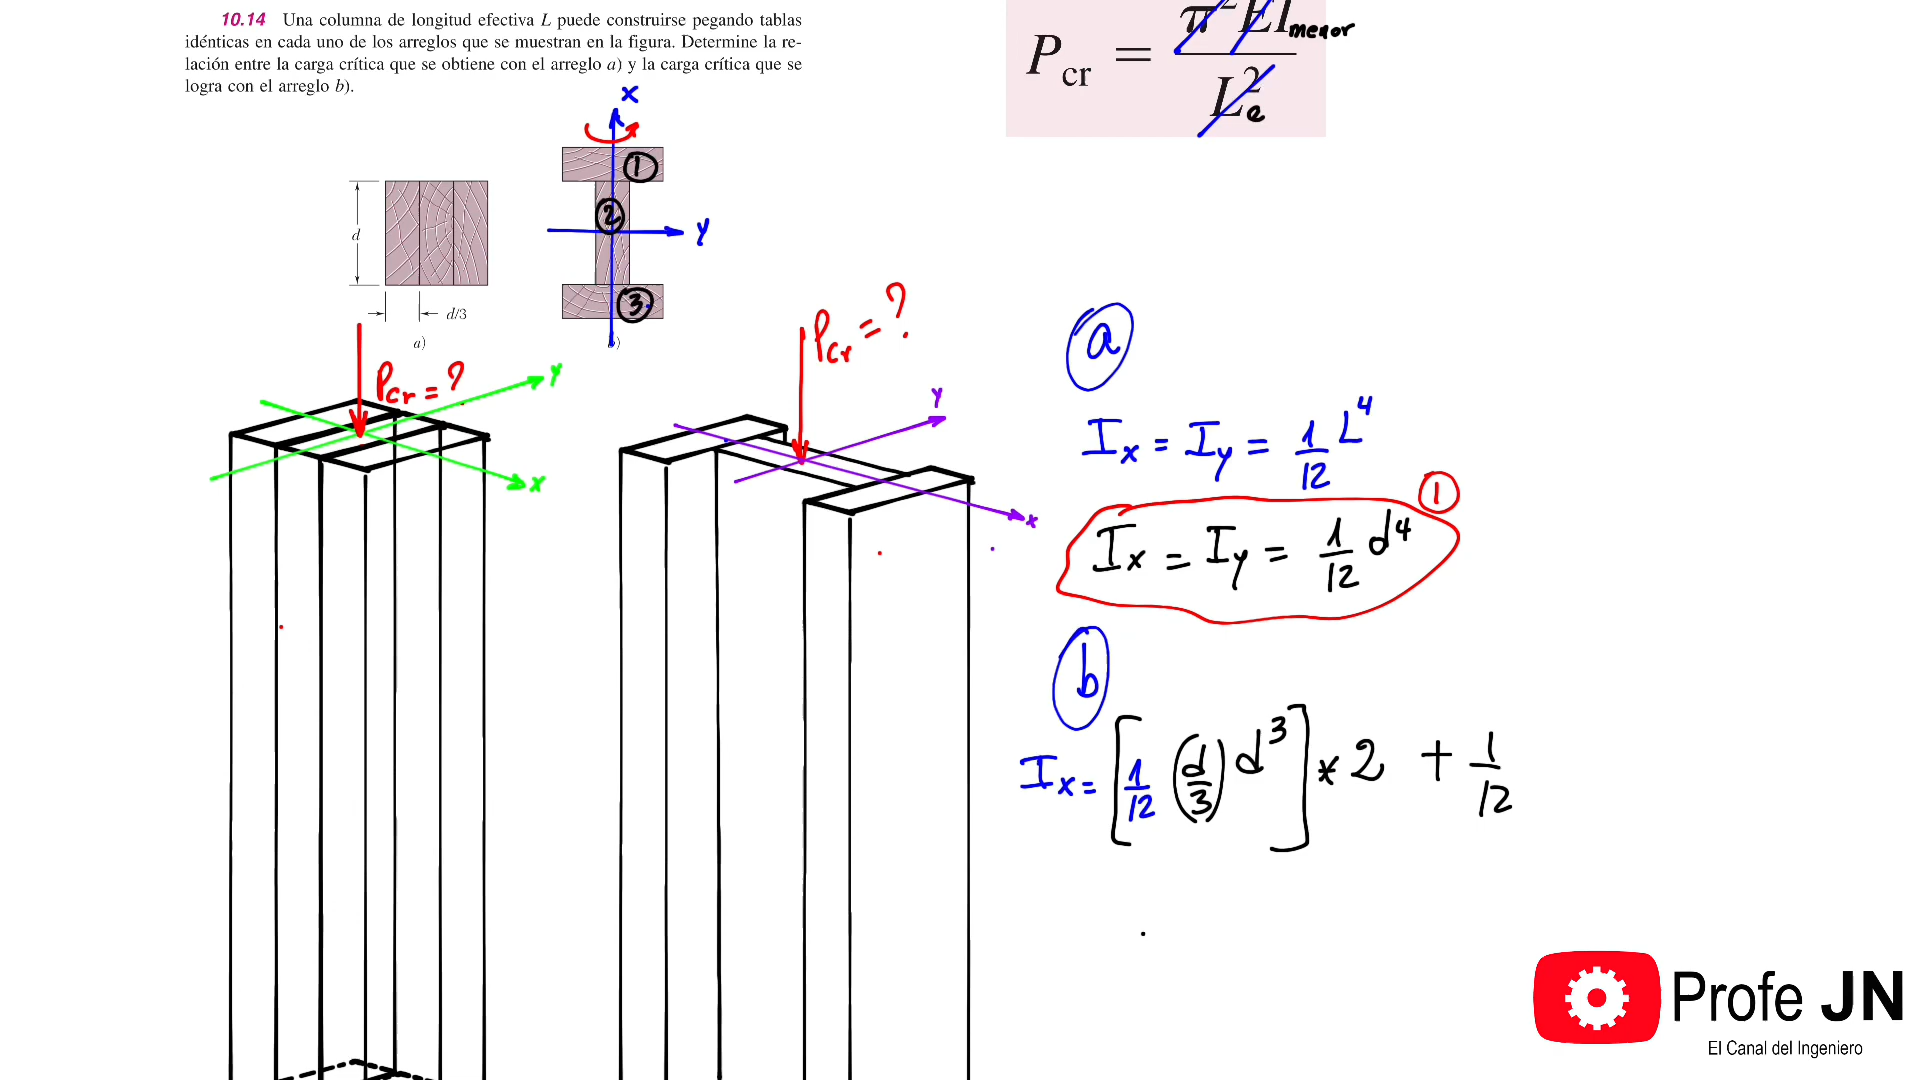 10.14 Una columna de longitud efectiva L puede construirse pegando tablas
idénticas en cada uno de los arreglos que se muestran en la figura. Determine la re-
lación entre la carga crítica que se obtiene con el arreglo a) y la carga crítica que se
logra con el arreglo b).
P_cr = π² E I menor / L²e
x
1
2
y
3
d
d/3
a)
b)
Pcr = ?
y
x
Pcr = ?
y
x
a
Ix = Iy = 1/12 L⁴
1
Ix = Iy = 1/12 d⁴
b
Ix = [1/12 (d/3) d³] * 2 + 1/12
Profe JN
El Canal del Ingeniero